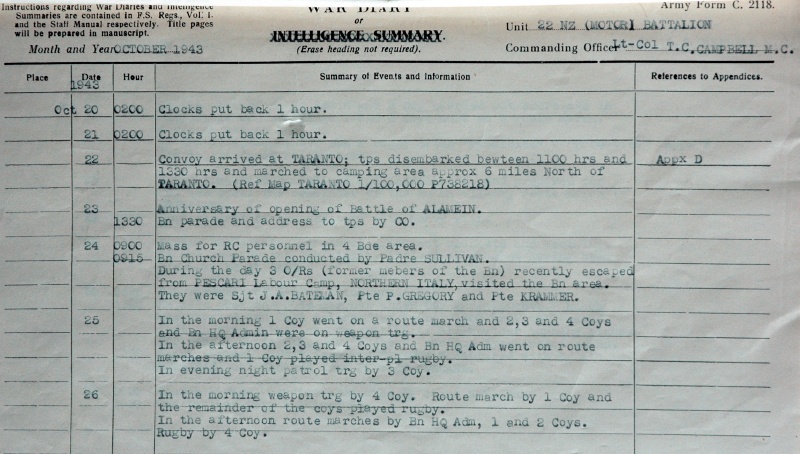 Instructions regarding War Diaries and Intelligence
Summaries are contained in F.S. Regs., Vol. I.
and the Staff Manual respectively. Title pages
will be prepared in manuscript.
WAR DIARY
or
INTELLIGENCE SUMMARY.
(Erase heading not required).
Army Form C. 2118.
Unit 22 NZ (MOTOR) BATTALION
Commanding Officer Lt-Col T.C. CAMPBELL M.C.
Month and Year OCTOBER 1943
Place Date Hour Summary of Events and Information References to Appendices.
1943
Oct 20 0200 Clocks put back 1 hour.
21 0200 Clocks put back 1 hour.
22 Convoy arrived at TARANTO; tps disembarked bewteen 1100 hrs and Appx D
1330 hrs and marched to camping area approx 6 miles North of
TARANTO. (Ref Map TARANTO 1/100,000 P738218)
23 Anniversary of opening of Battle of ALAMEIN.
1330 Bn parade and address to tps by CO.
24 0900 Mass for RC personnel in 4 Bde area.
0915 Bn Church Parade conducted by Padre SULLIVAN.
During the day 3 O/Rs (former mebers of the Bn) recently escaped
from PESCARI Labour Camp, NORTHERN ITALY, visited the Bn area.
They were Sjt J.A.BATEMAN, Pte P.GREGORY and Pte KRAMMER.
25 In the morning 1 Coy went on a route march and 2,3 and 4 Coys
and Bn HQ Admin were on weapon trg.
In the afternoon 2,3 and 4 Coys and Bn HQ Adm went on route
marches and 1 Coy played inter-pl rugby.
In evening night patrol trg by 3 Coy.
26 In the morning weapon trg by 4 Coy. Route march by 1 Coy and
the remainder of the coys played rugby.
In the afternoon route marches by Bn HQ Adm, 1 and 2 Coys.
Rugby by 4 Coy.